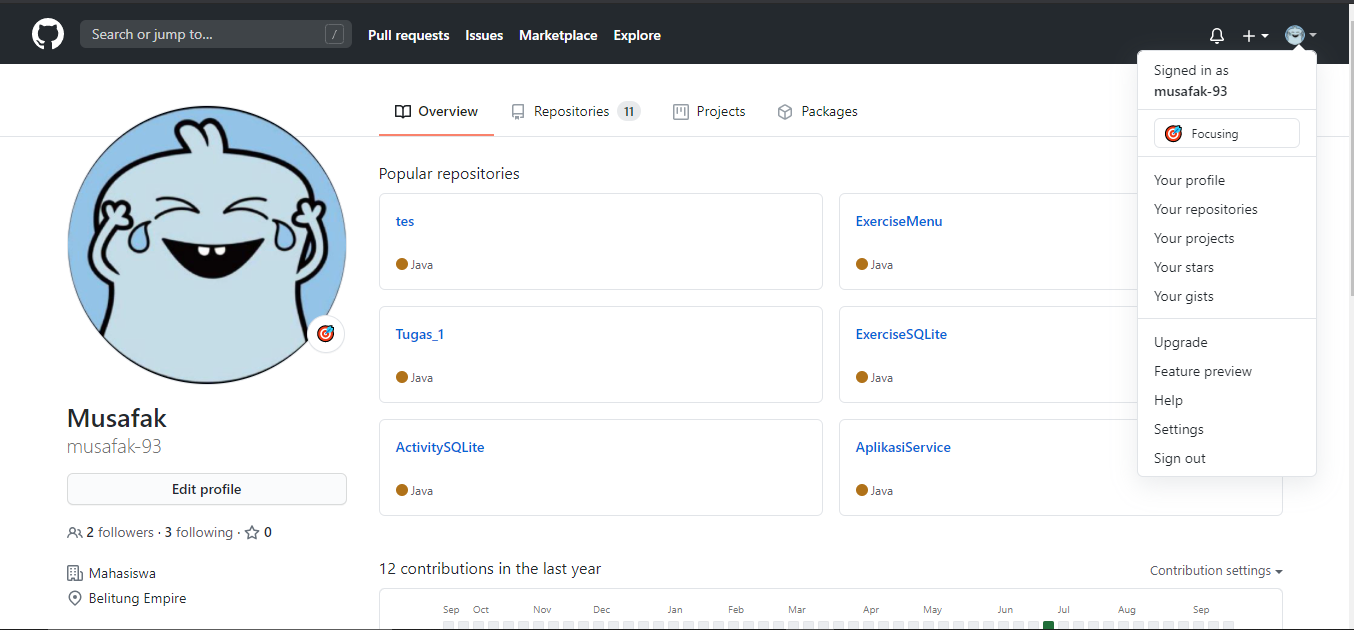 Search or jump to...
/
Pull requests
Issues
Marketplace
Explore
Signed in as
musafak-93
Focusing
Your profile
Your repositories
Your projects
Your stars
Your gists
Upgrade
Feature preview
Help
Settings
Sign out
Overview
Repositories 11
Projects
Packages
Musafak
musafak-93
Edit profile
2 followers · 3 following · 0
Mahasiswa
Belitung Empire
Popular repositories
tes
Java
ExerciseMenu
Java
Tugas_1
Java
ExerciseSQLite
Java
ActivitySQLite
Java
AplikasiService
Java
12 contributions in the last year
Contribution settings
Sep Oct Nov Dec Jan Feb Mar Apr May Jun Jul Aug Sep